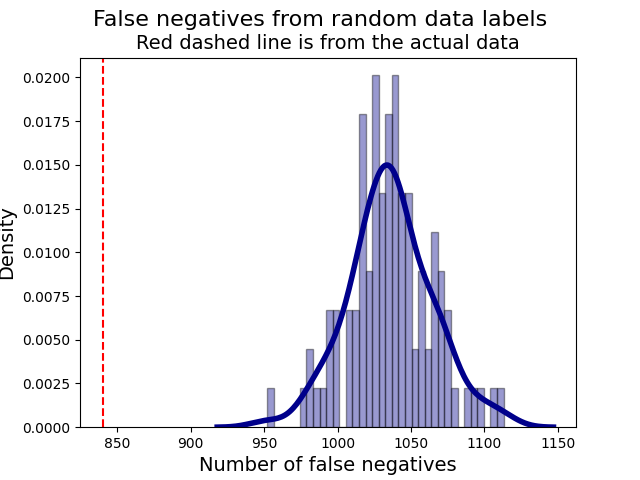 False negatives from random data labels
Red dashed line is from the actual data
0.0200
0.0175
0.0150
0.0125
0.0100
0.0075
0.0050
0.0025
0.0000
Density
850 900 950 1000 1050 1100 1150
Number of false negatives